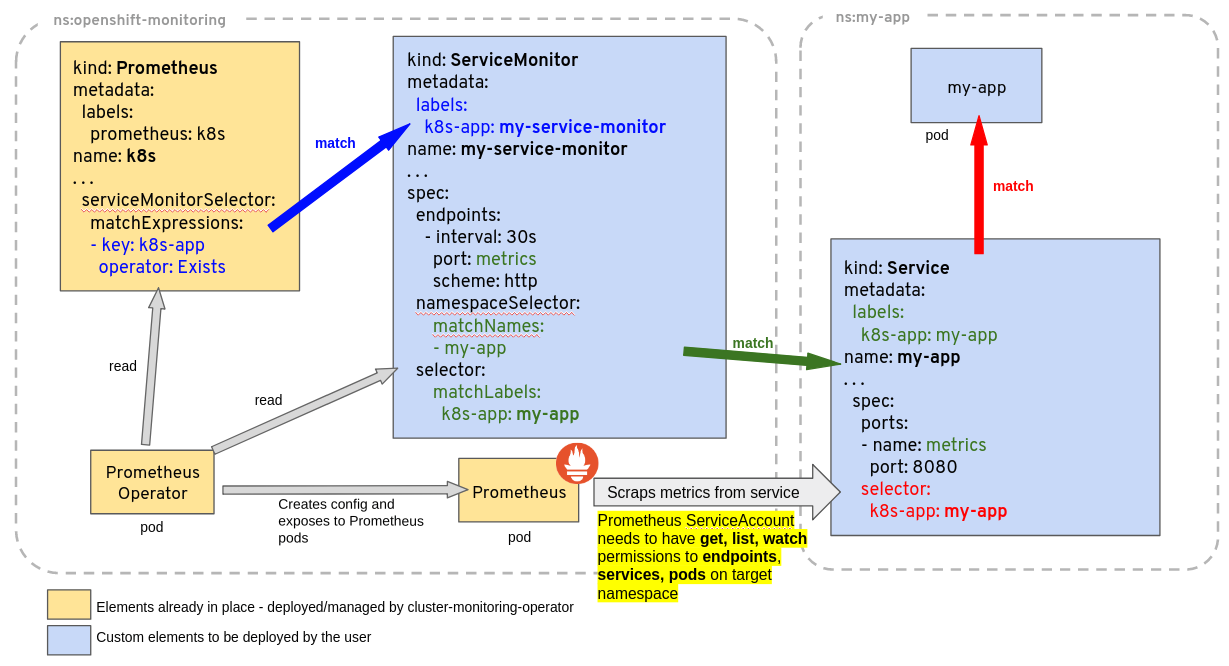 ns:openshift-monitoring
kind: Prometheus
metadata:
labels:
prometheus: k8s
name: k8s
...
serviceMonitorSelector:
matchExpressions:
- key: k8s-app
operator: Exists
match
kind: ServiceMonitor
metadata:
labels:
k8s-app: my-service-monitor
name: my-service-monitor
...
spec:
endpoints:
- interval: 30s
port: metrics
scheme: http
namespaceSelector:
matchNames:
- my-app
selector:
matchLabels:
k8s-app: my-app
read
read
Prometheus
Operator
pod
Creates config and
exposes to Prometheus
pods
Prometheus
pod
Scraps metrics from service
Prometheus ServiceAccount
needs to have get, list, watch
permissions to endpoints,
services, pods on target
namespace
match
ns:my-app
my-app
pod
match
kind: Service
metadata:
labels:
k8s-app: my-app
name: my-app
...
spec:
ports:
- name: metrics
port: 8080
selector:
k8s-app: my-app
Elements already in place - deployed/managed by cluster-monitoring-operator
Custom elements to be deployed by the user